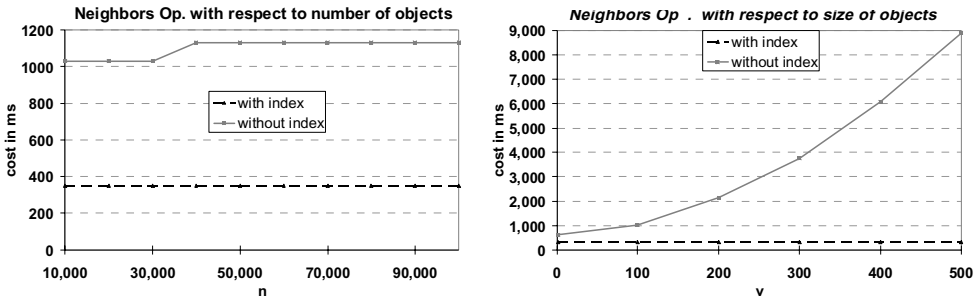 Neighbors Op. with respect to number of objects
1200
1000
800
600
400
200
0
cost in ms
with index
without index
10,000 30,000 50,000 70,000 90,000
n
Neighbors Op . with respect to size of objects
9,000
8,000
7,000
6,000
5,000
4,000
3,000
2,000
1,000
0
cost in ms
with index
without index
0 100 200 300 400 500